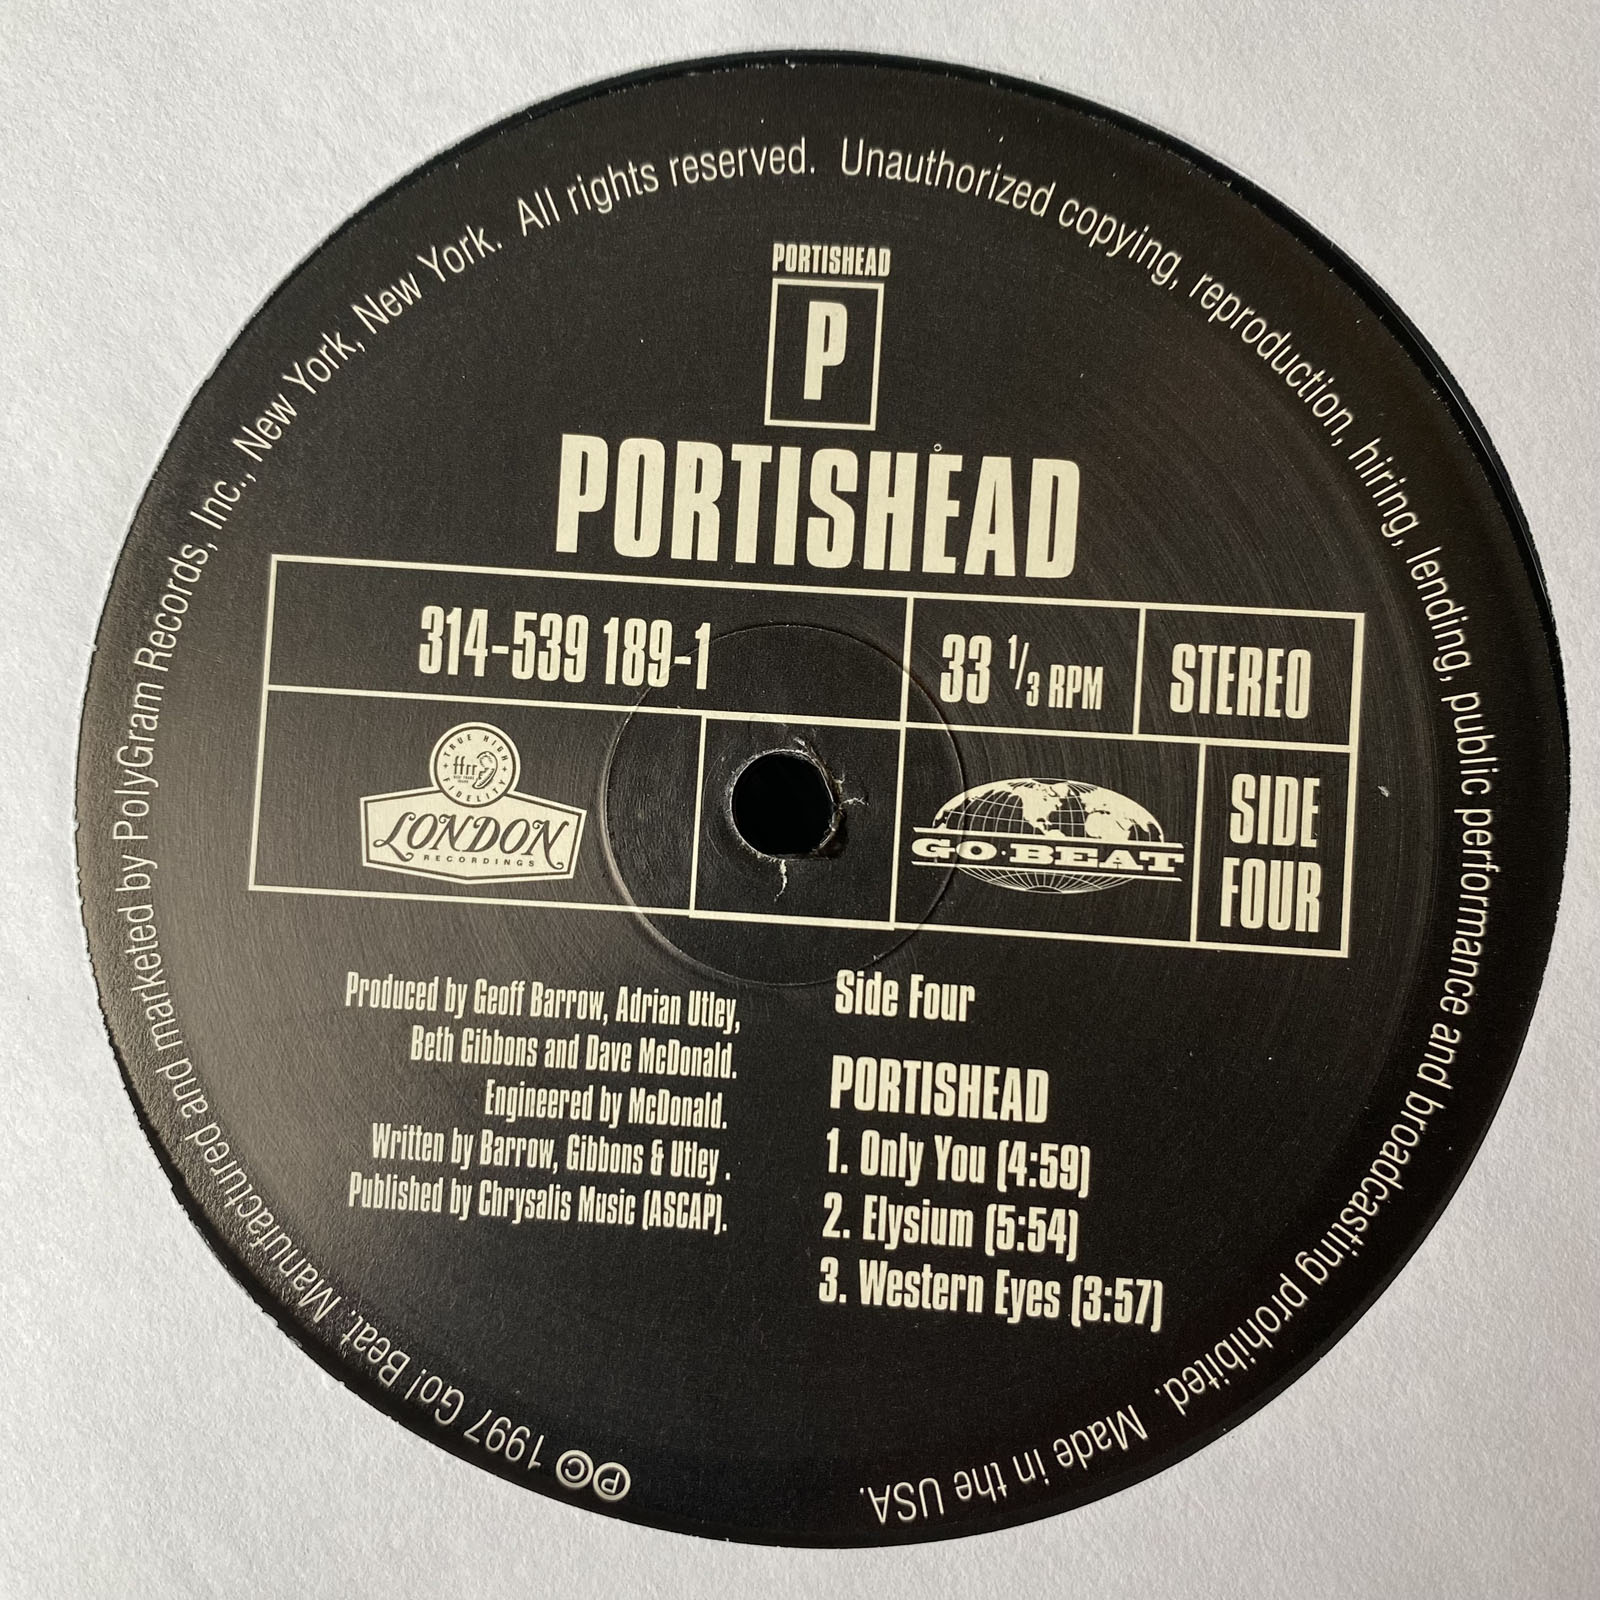 PORTISHEAD
P
PORTISHEAD
314-539 189-1
33 1/3 RPM
STEREO
TRUE HIGH FIDELITY
ffrr
LONDON
RECORDINGS
GO·BEAT
SIDE
FOUR
Produced by Geoff Barrow, Adrian Utley,
Beth Gibbons and Dave McDonald.
Engineered by McDonald.
Written by Barrow, Gibbons & Utley .
Published by Chrysalis Music (ASCAP).
Side Four
PORTISHEAD
1. Only You (4:59)
2. Elysium (5:54)
3. Western Eyes (3:57)
℗© 1997 Go! Beat. Manufactured and marketed by PolyGram Records, Inc., New York, New York. All rights reserved. Unauthorized copying, reproduction, hiring, lending, public performance and broadcasting prohibited. Made in the USA.